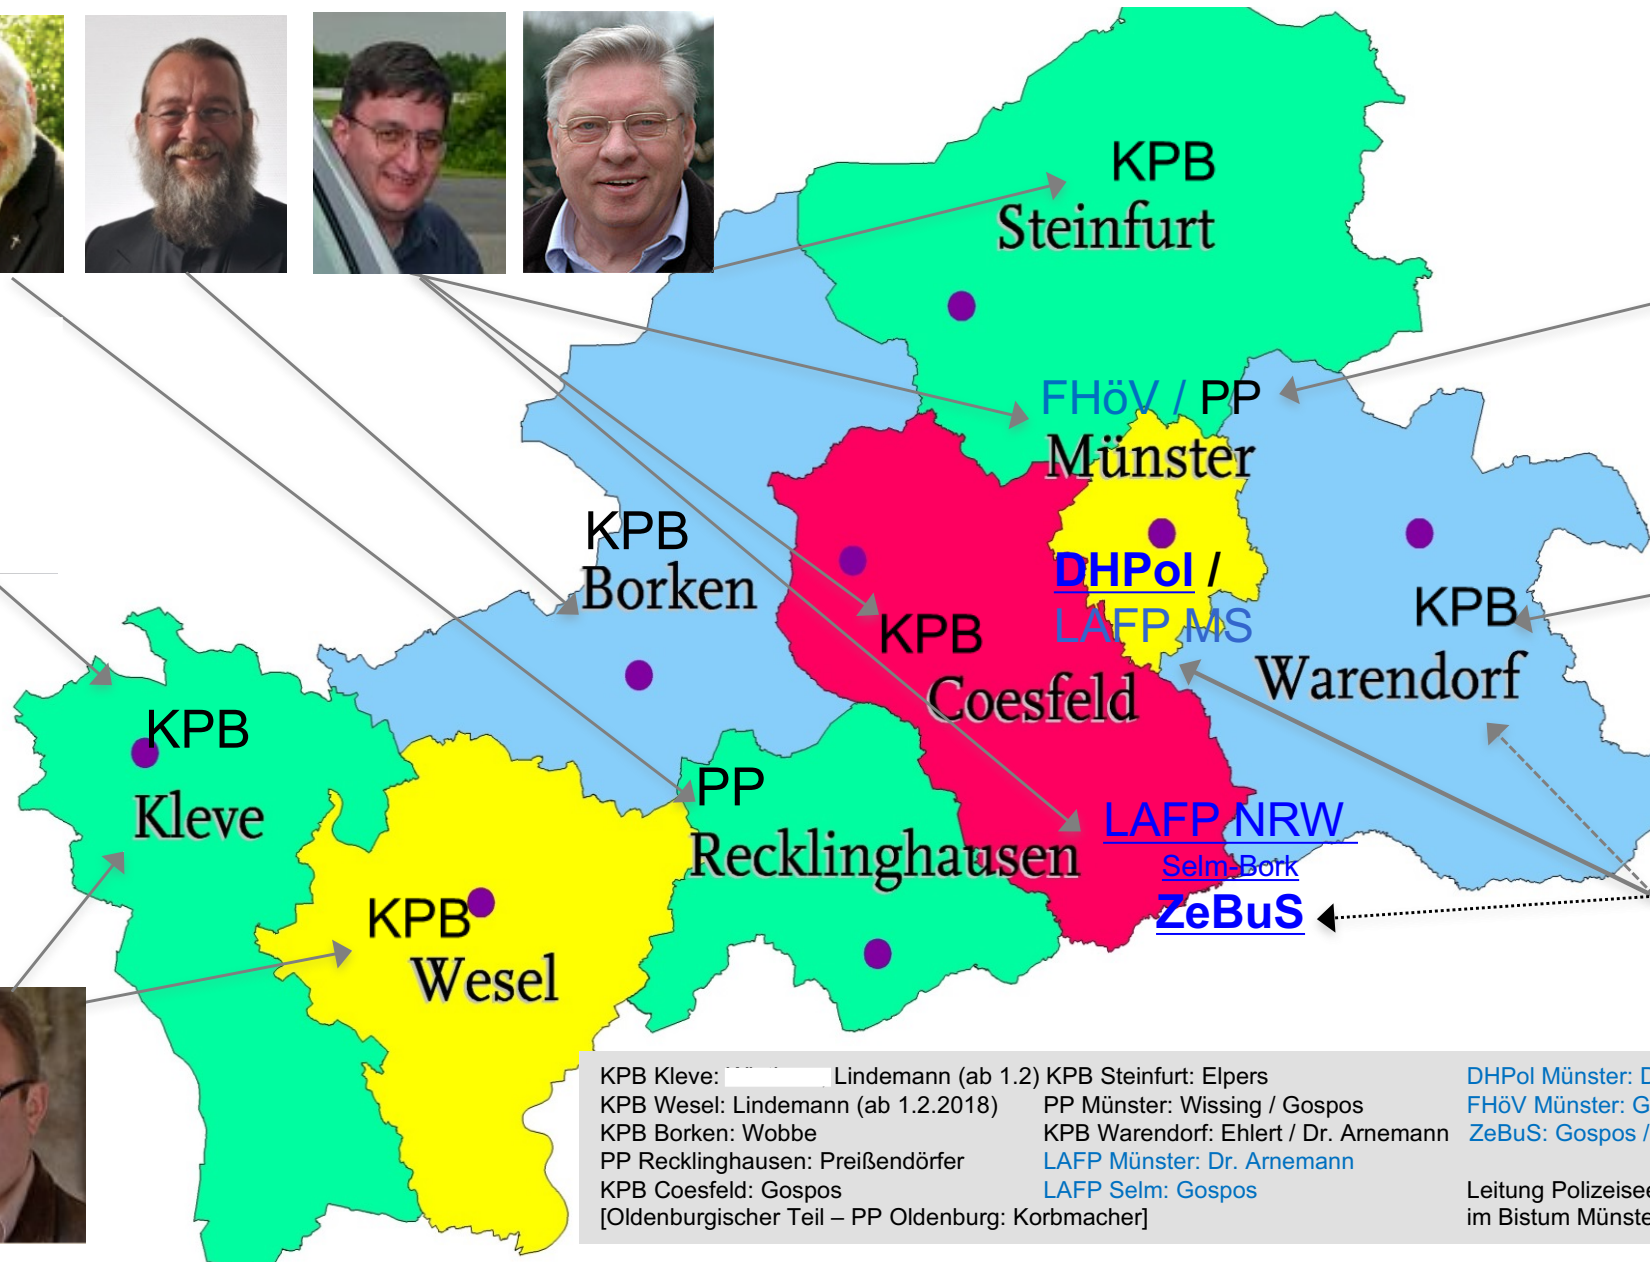 KPB
Steinfurt
FHöV / PP
Münster
KPB
Borken
DHPol /
LAFP MS
KPB
Coesfeld
KPB
Warendorf
KPB
Kleve
PP
Recklinghausen
LAFP NRW
Selm-Bork
ZeBuS
KPB
Wesel
KPB Kleve: Lindemann (ab 1.2) KPB Steinfurt: Elpers
DHPol Münster: D
KPB Wesel: Lindemann (ab 1.2.2018) PP Münster: Wissing / Gospos
FHöV Münster: G
KPB Borken: Wobbe KPB Warendorf: Ehlert / Dr. Arnemann
ZeBuS: Gospos /
PP Recklinghausen: Preißendörfer LAFP Münster: Dr. Arnemann
KPB Coesfeld: Gospos LAFP Selm: Gospos
Leitung Polizeisee
[Oldenburgischer Teil – PP Oldenburg: Korbmacher]
im Bistum Münste